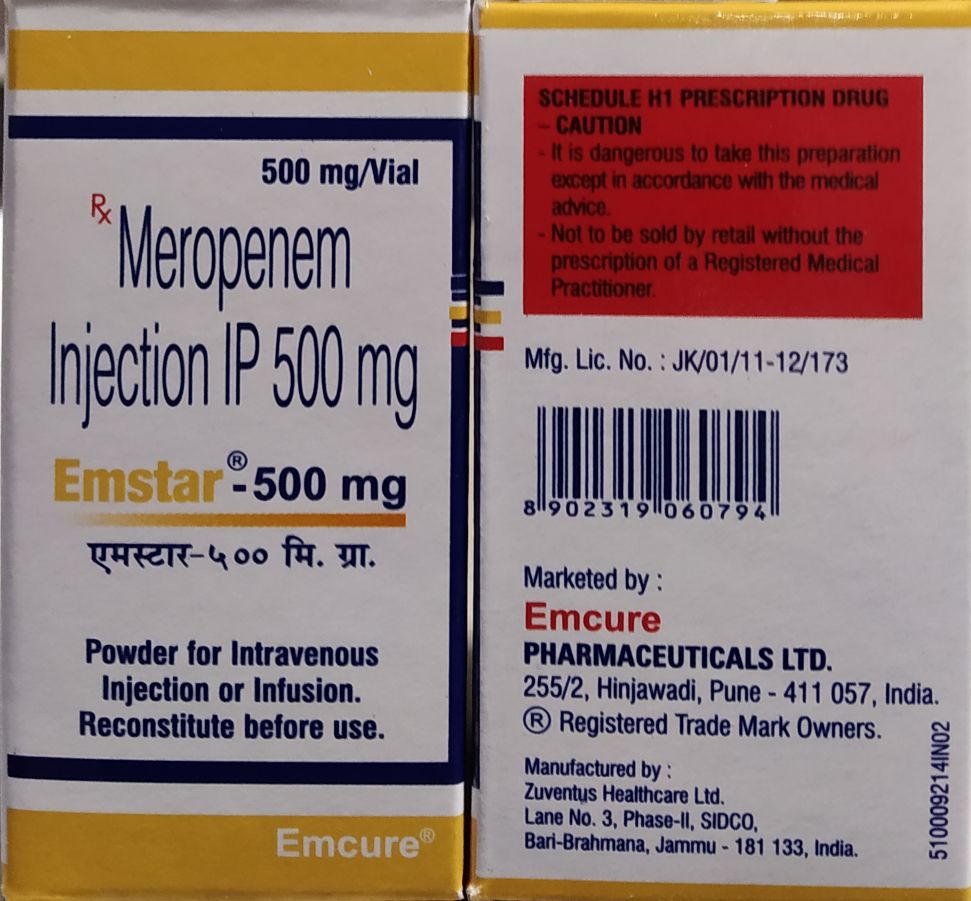 500 mg/Vial
Rx Meropenem
Injection IP 500 mg
Emstar®-500 mg
एमस्टार-५०० मि. ग्रा.
Powder for Intravenous
Injection or Infusion.
Reconstitute before use.
Emcure®
SCHEDULE H1 PRESCRIPTION DRUG
– CAUTION
- It is dangerous to take this preparation
except in accordance with the medical
advice.
- Not to be sold by retail without the
prescription of a Registered Medical
Practitioner.
Mfg. Lic. No. : JK/01/11-12/173
8 902319 060794
Marketed by :
Emcure
PHARMACEUTICALS LTD.
255/2, Hinjawadi, Pune - 411 057, India.
® Registered Trade Mark Owners.
Manufactured by :
Zuventus Healthcare Ltd.
Lane No. 3, Phase-II, SIDCO,
Bari-Brahmana, Jammu - 181 133, India.
510009214IN02